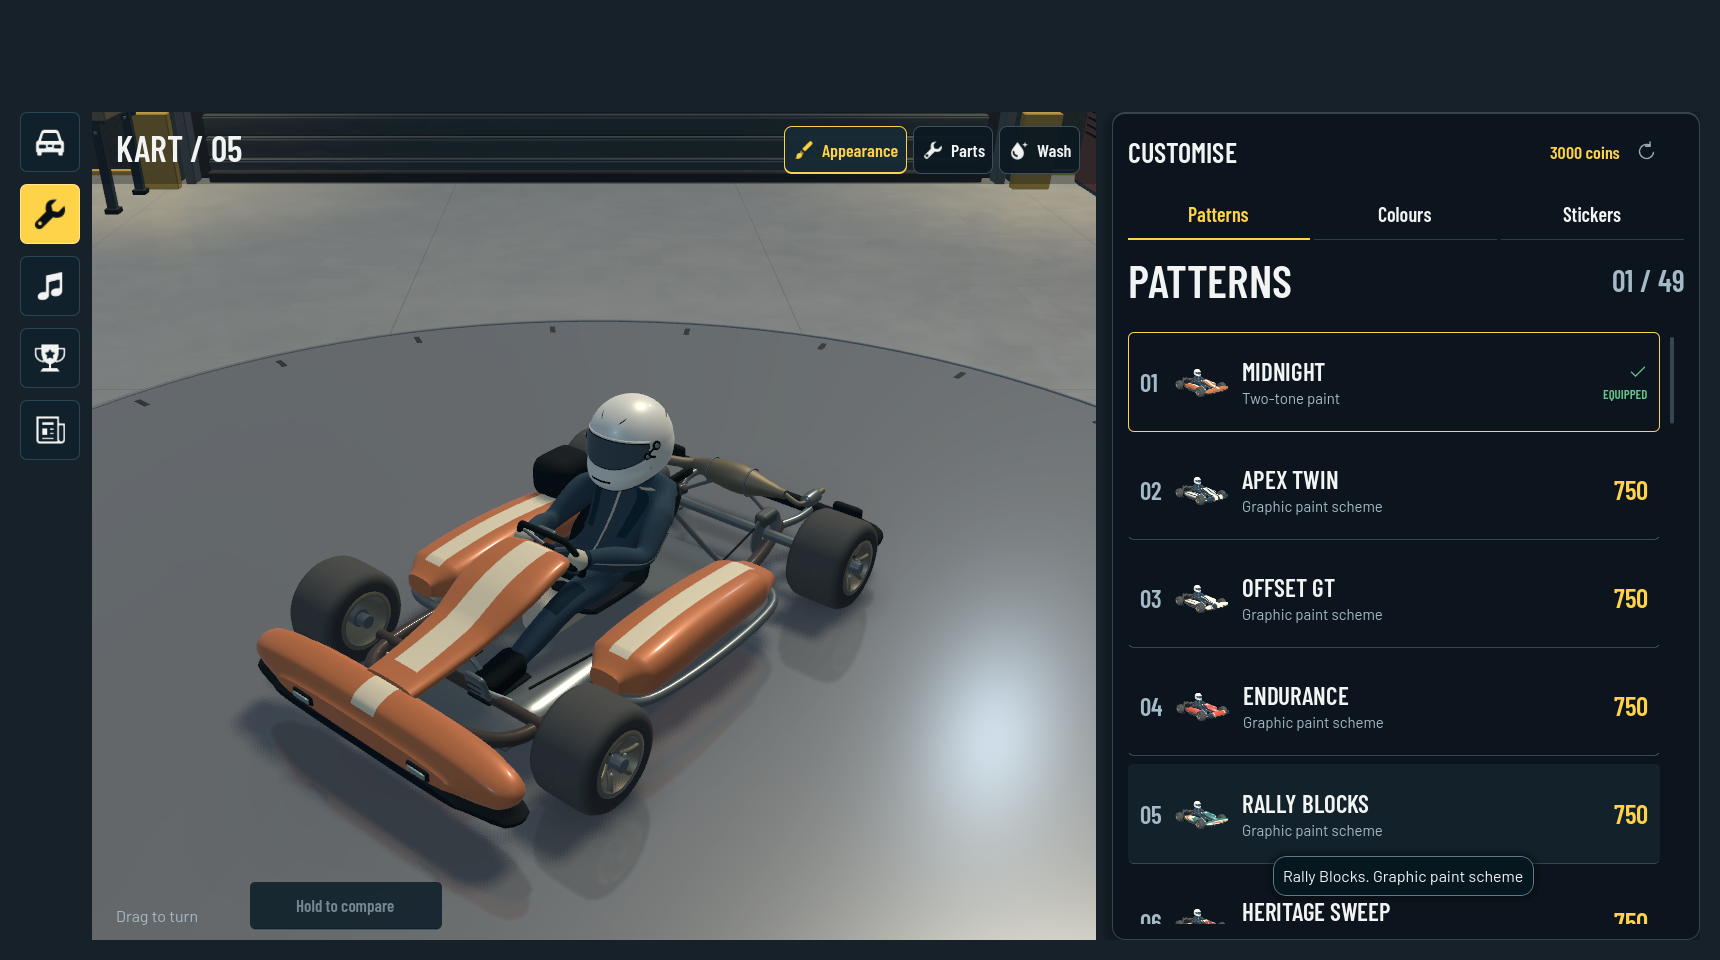 KART / 05
Appearance
Parts
Wash
Drag to turn
Hold to compare
CUSTOMISE
3000 coins
Patterns
Colours
Stickers
PATTERNS
01 / 49
01
MIDNIGHT
Two-tone paint
EQUIPPED
02
APEX TWIN
Graphic paint scheme
750
03
OFFSET GT
Graphic paint scheme
750
04
ENDURANCE
Graphic paint scheme
750
05
RALLY BLOCKS
Graphic paint scheme
750
Rally Blocks. Graphic paint scheme
06
HERITAGE SWEEP
750